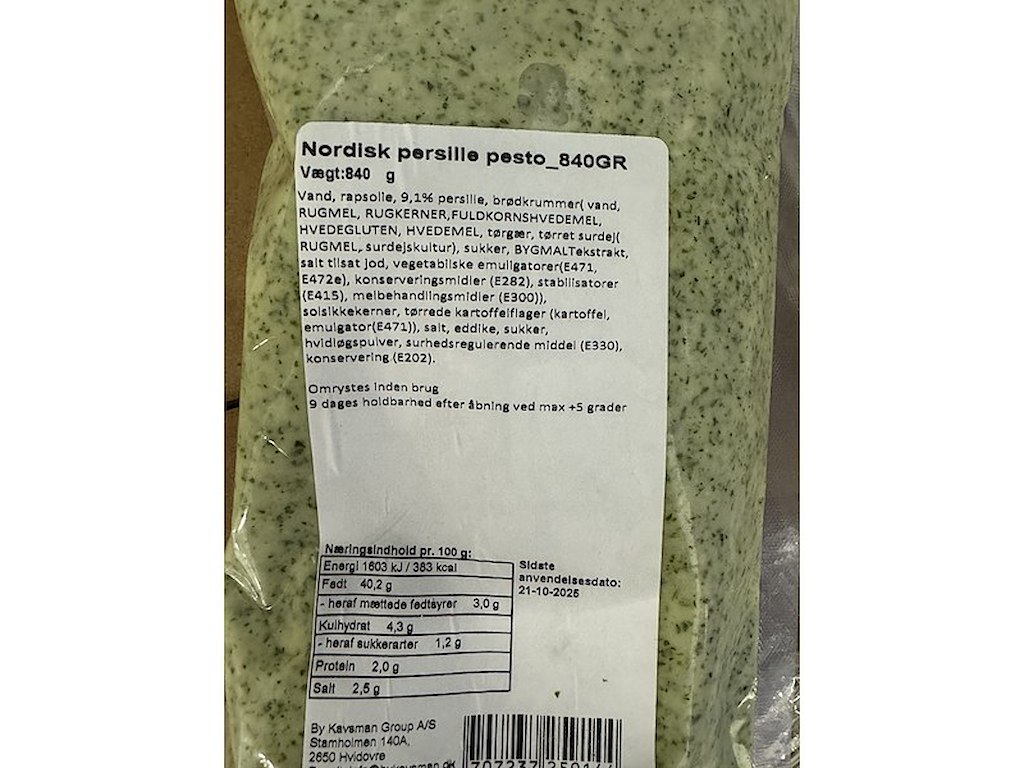 Nordisk persille pesto_840GR
Vægt:840 g
Vand, rapsolie, 9,1% persille, brødkrummer( vand,
RUGMEL, RUGKERNER,FULDKORNSHVEDEMEL,
HVEDEGLUTEN, HVEDEMEL, tørgær, tørret surdej(
RUGMEL, surdejskultur), sukker, BYGMALTekstrakt,
salt tilsat jod, vegetabilske emulgatorer(E471,
E472e), konserveringsmidler (E282), stabilisatorer
(E415), melbehandlingsmidler (E300)),
solsikkekerner, tørrede kartoffelflager (kartoffel,
emulgator(E471)), salt, eddike, sukker,
hvidløgspulver, surhedsregulerende middel (E330),
konservering (E202).
Omrystes inden brug
9 dages holdbarhed efter åbning ved max +5 grader
Næringsindhold pr. 100 g:
Energi 1603 kJ / 383 kcal
Fedt 40,2 g
- heraf mættede fedtsyrer 3,0 g
Kulhydrat 4,3 g
- heraf sukkerarter 1,2 g
Protein 2,0 g
Salt 2,5 g
Sidste
anvendelsesdato:
21-10-2025
By Kavsman Group A/S
Stamholmen 140A,
2650 Hvidovre